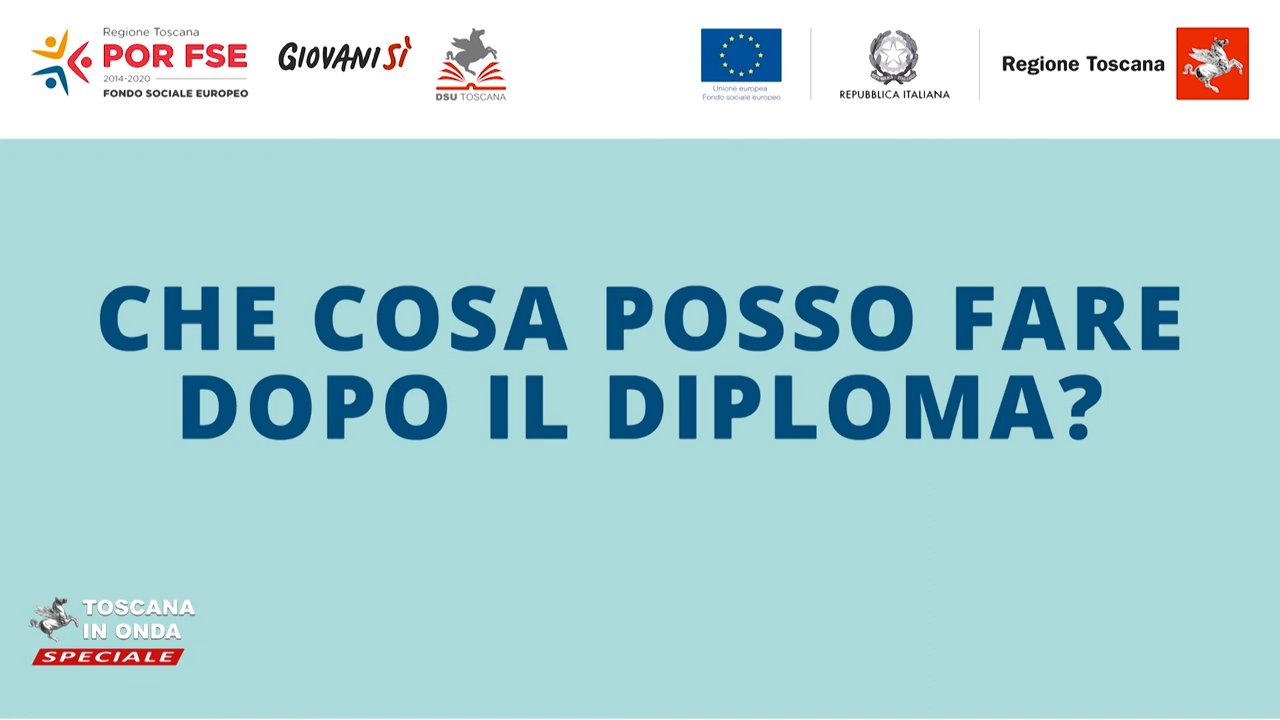 Regione Toscana
POR FSE
2014-2020
FONDO SOCIALE EUROPEO
GIOVANISÌ
DSU TOSCANA
Unione europea
Fondo sociale europeo
REPUBBLICA ITALIANA
Regione Toscana
CHE COSA POSSO FARE
DOPO IL DIPLOMA?
TOSCANA
IN ONDA
SPECIALE